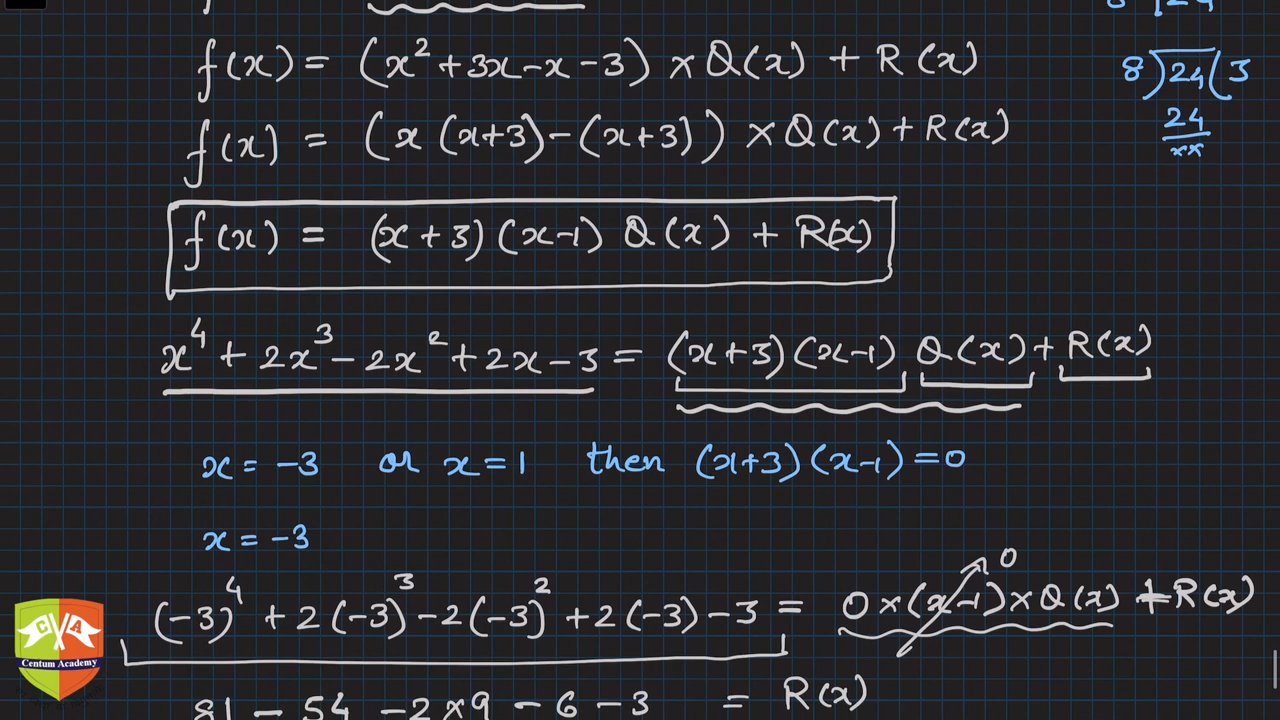 f(x) = (x² + 3x - x - 3) × Q(x) + R(x)
f(x) = (x (x+3) - (x+3)) × Q(x) + R(x)
f(x) = (x+3) (x-1) Q(x) + R(x)
x⁴ + 2x³ - 2x² + 2x - 3 = (x+3)(x-1) Q(x) + R(x)
x = -3 or x = 1 then (x+3)(x-1) = 0
x = -3
(-3)⁴ + 2(-3)³ - 2(-3)² + 2(-3) - 3 = 0 × (x-1) × Q(x) + R(x)
0
81 - 54 - 2×9 - 6 - 3 = R(x)
8)24(3
24
××
CA
Centum Academy